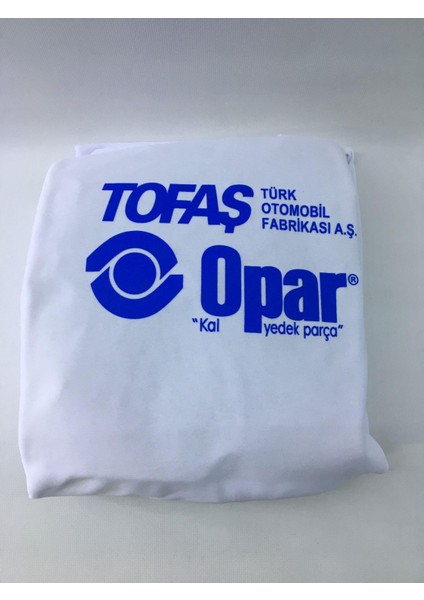 TOFAŞ
TÜRK
OTOMOBİL
FABRİKASI A.Ş.
Opar®
"Kal yedek parça"